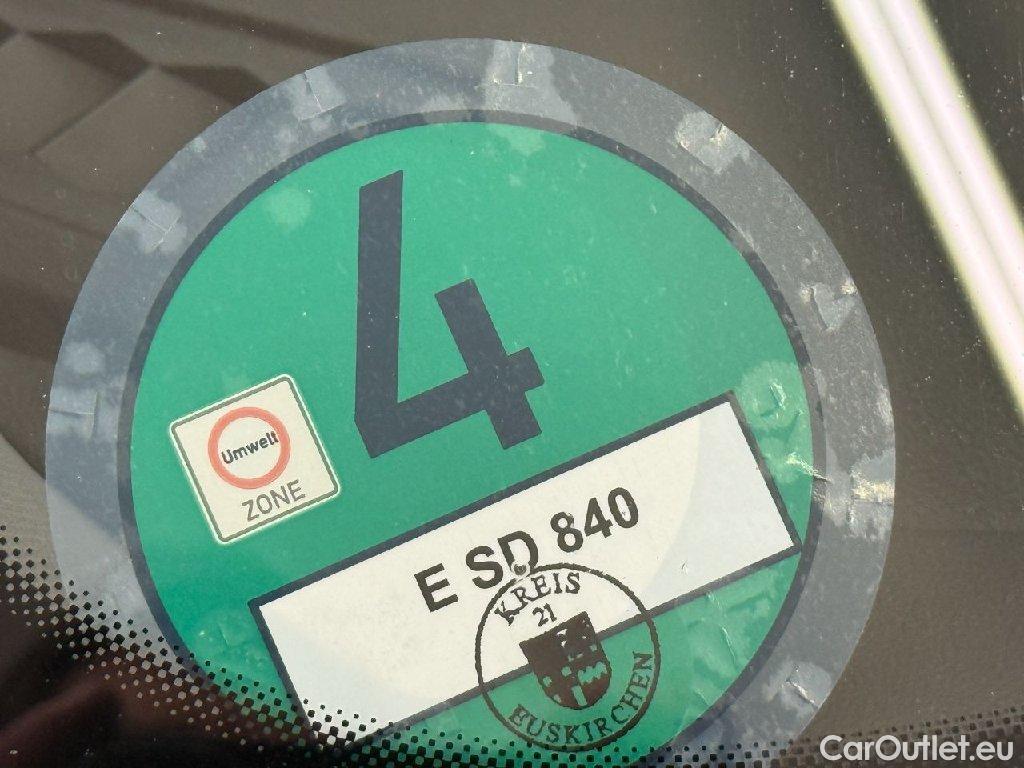 4
Umwelt
ZONE
E SD 840
KREIS
21
EUSKIRCHEN
CarOutlet.eu